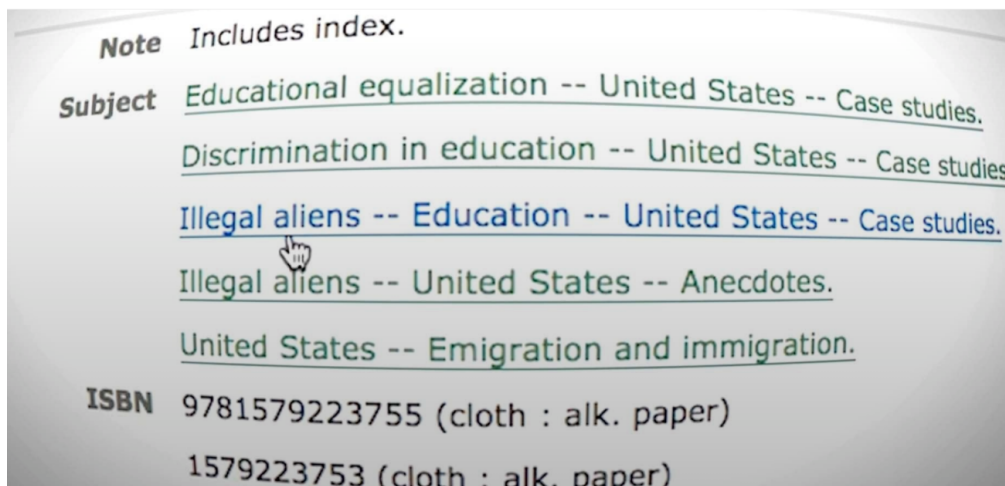 Note Includes index.
Subject Educational equalization -- United States -- Case studies.
Discrimination in education -- United States -- Case studies
Illegal aliens -- Education -- United States -- Case studies.
Illegal aliens -- United States -- Anecdotes.
United States -- Emigration and immigration.
ISBN 9781579223755 (cloth : alk. paper)
1579223753 (cloth : alk. paper)